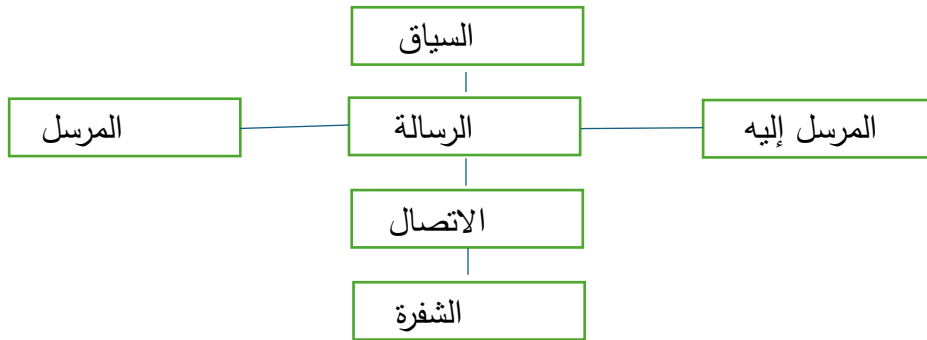 السياق
المرسل إليه
الرسالة
المرسل
الاتصال
الشفرة